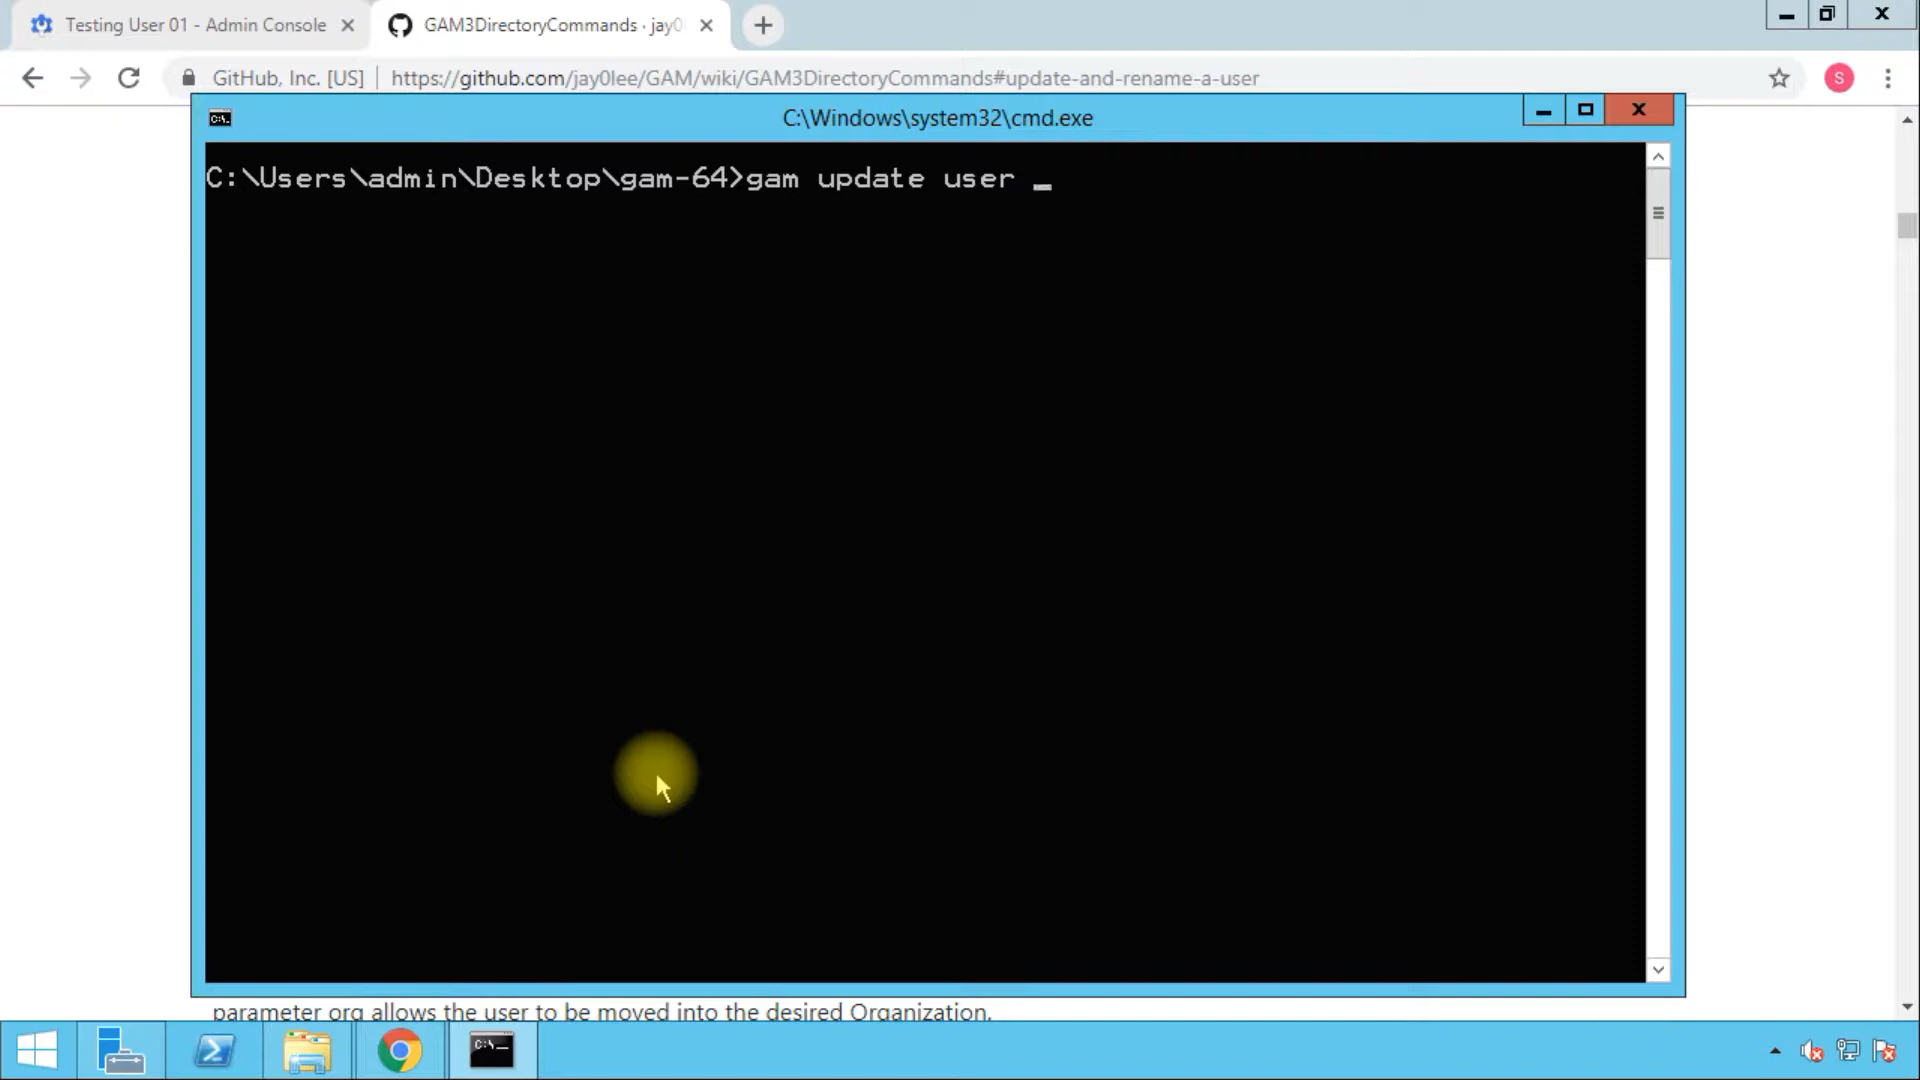 Testing User 01 - Admin Console
GAM3DirectoryCommands · jay0
GitHub, Inc. [US] | https://github.com/jay0lee/GAM/wiki/GAM3DirectoryCommands#update-and-rename-a-user
S
C:\Windows\system32\cmd.exe
C:\Users\admin\Desktop\gam-64>gam update user _
parameter org allows the user to be moved into the desired Organization.